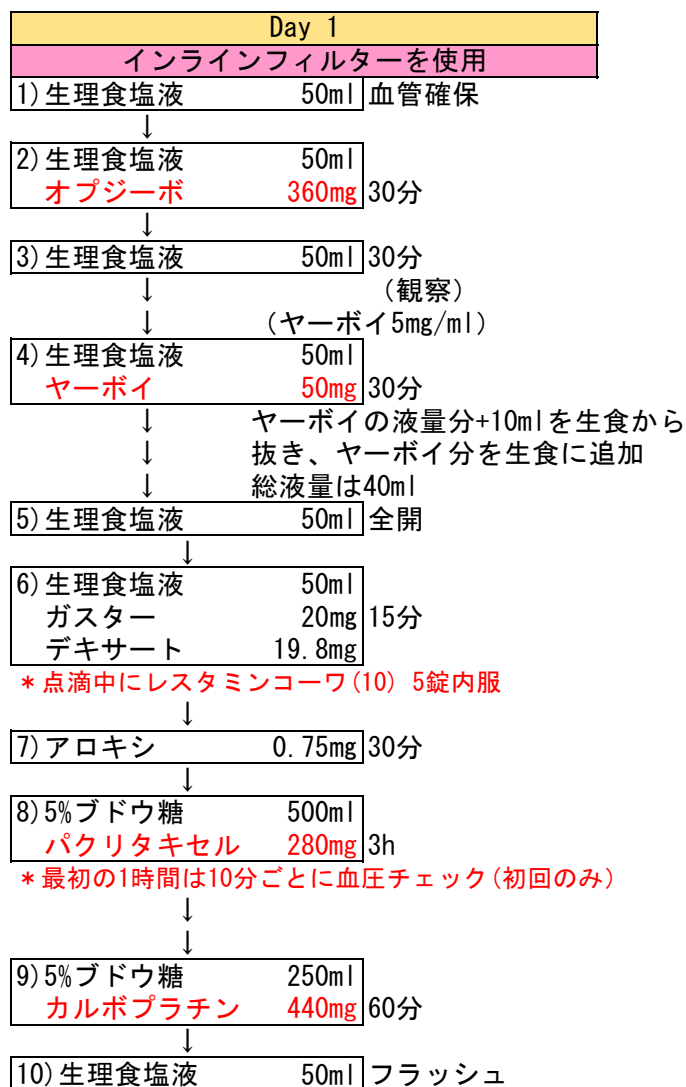 Day 1
インラインフィルターを使用
1)生理食塩液 50ml 血管確保
↓
2)生理食塩液 50ml
オプジーボ 360mg 30分
↓
3)生理食塩液 50ml 30分
↓ (観察)
↓ (ヤーボイ5mg/ml)
4)生理食塩液 50ml
ヤーボイ 50mg 30分
↓ ヤーボイの液量分+10mlを生食から
↓ 抜き、ヤーボイ分を生食に追加
↓ 総液量は40ml
5)生理食塩液 50ml 全開
↓
6)生理食塩液 50ml
ガスター 20mg 15分
デキサート 19.8mg
*点滴中にレスタミンコーワ(10) 5錠内服
↓
7)アロキシ 0.75mg 30分
↓
8)5%ブドウ糖 500ml
パクリタキセル 280mg 3h
*最初の1時間は10分ごとに血圧チェック(初回のみ)
↓
↓
9)5%ブドウ糖 250ml
カルボプラチン 440mg 60分
↓
10)生理食塩液 50ml フラッシュ